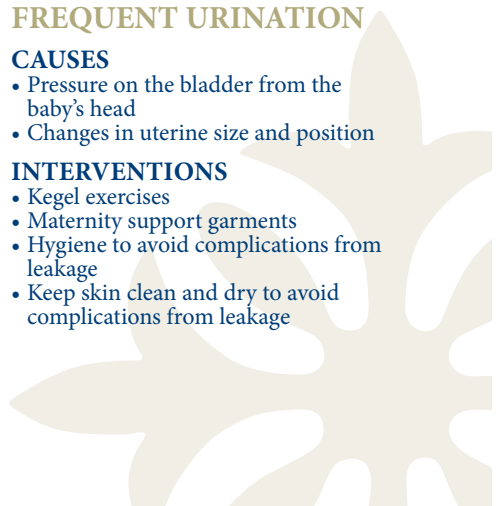 FREQUENT URINATION
CAUSES
• Pressure on the bladder from the
baby's head
• Changes in uterine size and position
INTERVENTIONS
• Kegel exercises
• Maternity support garments
• Hygiene to avoid complications from
leakage
• Keep skin clean and dry to avoid
complications from leakage